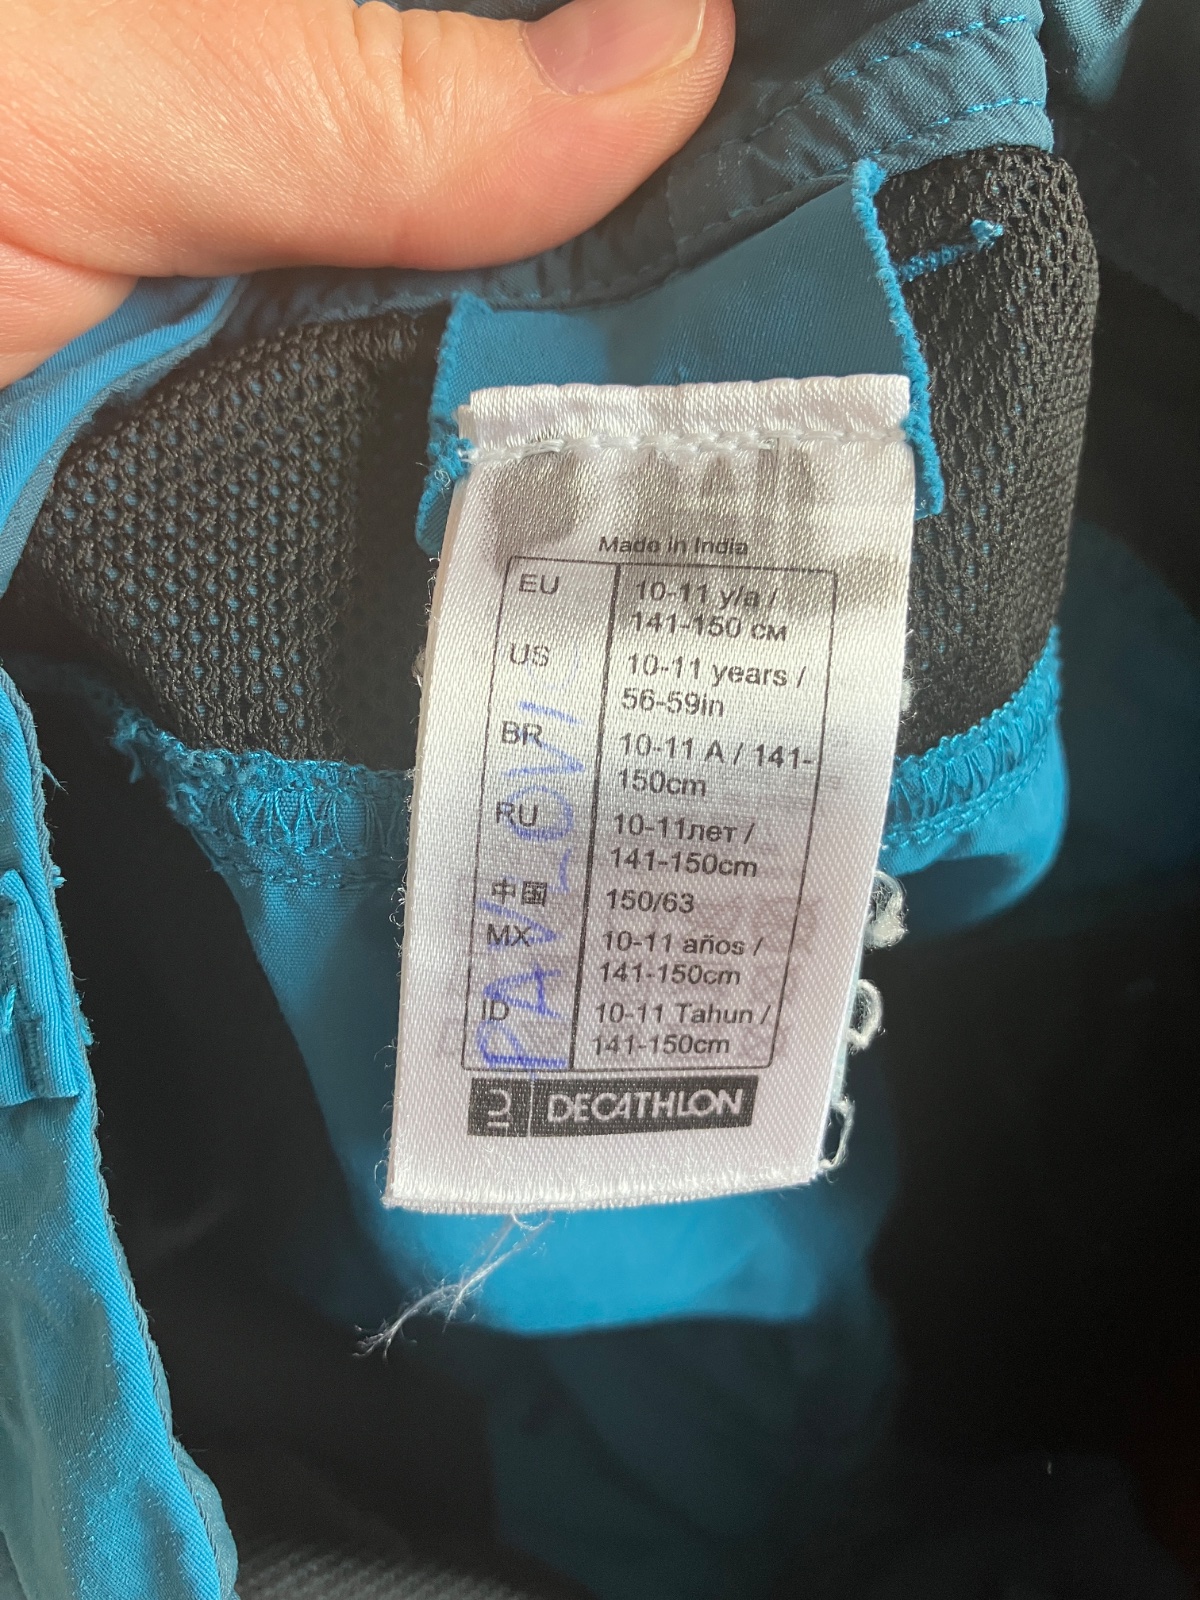 Made in India
EU
10-11 y/a /
141-150 см
US
10-11 years /
56-59in
BR
10-11 A / 141-
150cm
RU
10-11лет /
141-150cm
中国
150/63
MX
10-11 años /
141-150cm
ID
10-11 Tahun /
141-150cm
DECATHLON
PAVLOVIC